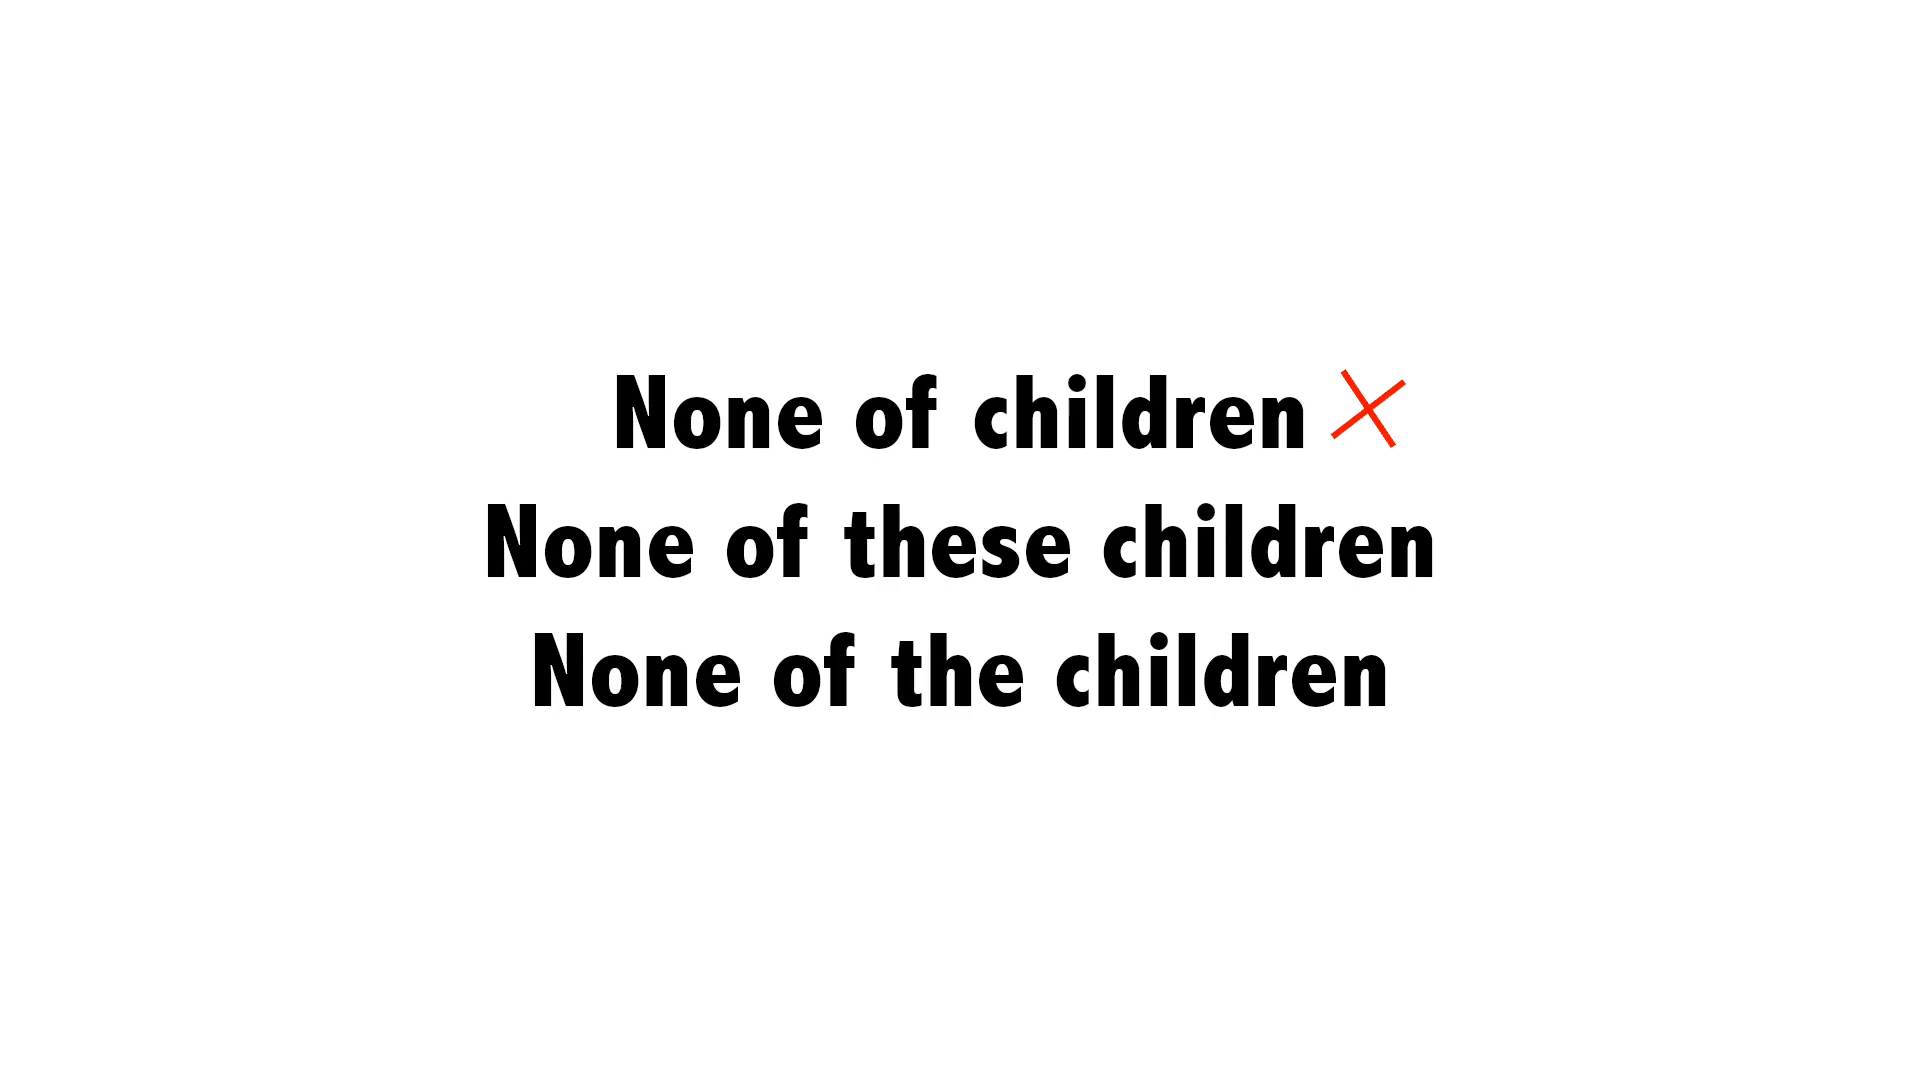 None of children
None of these children
None of the children